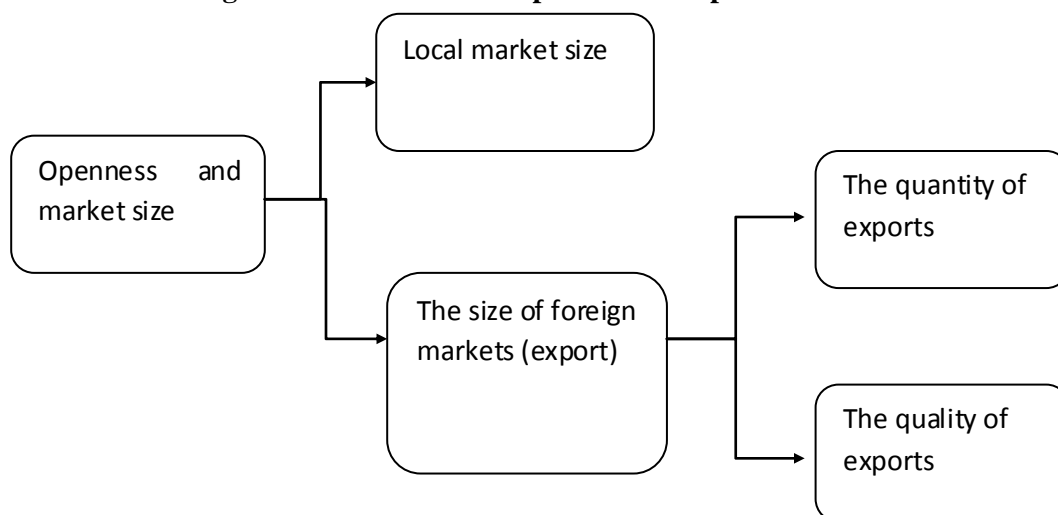 Local market size
Openness and
market size
The quantity of
exports
The size of foreign
markets (export)
The quality of
exports